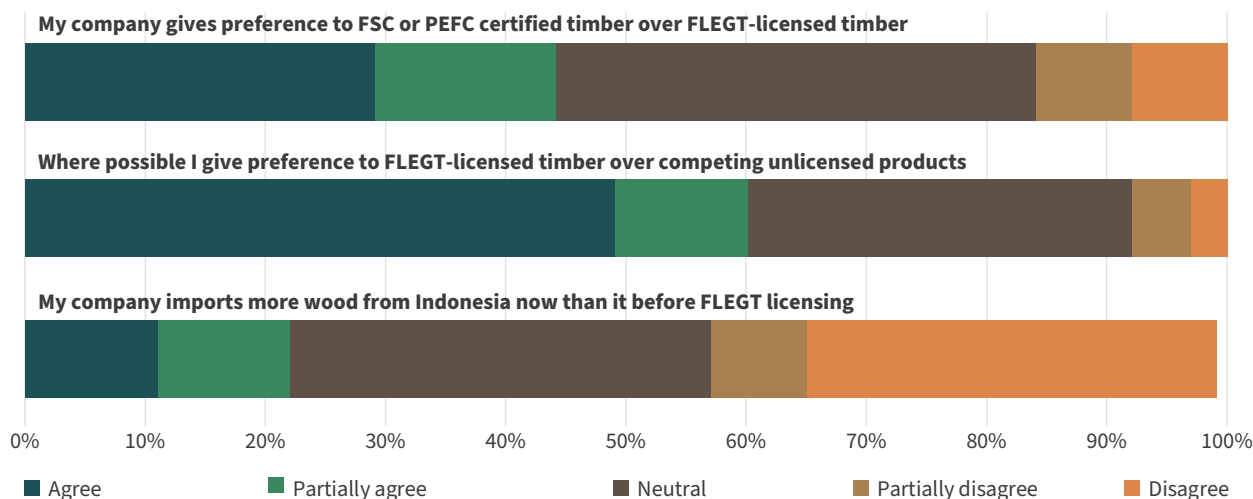 My company gives preference to FSC or PEFC certified timber over FLEGT-licensed timber
Where possible I give preference to FLEGT-licensed timber over competing unlicensed products
My company imports more wood from Indonesia now than it before FLEGT licensing
0% 10% 20% 30% 40% 50% 60% 70% 80% 90% 100%
Agree Partially agree Neutral Partially disagree Disagree